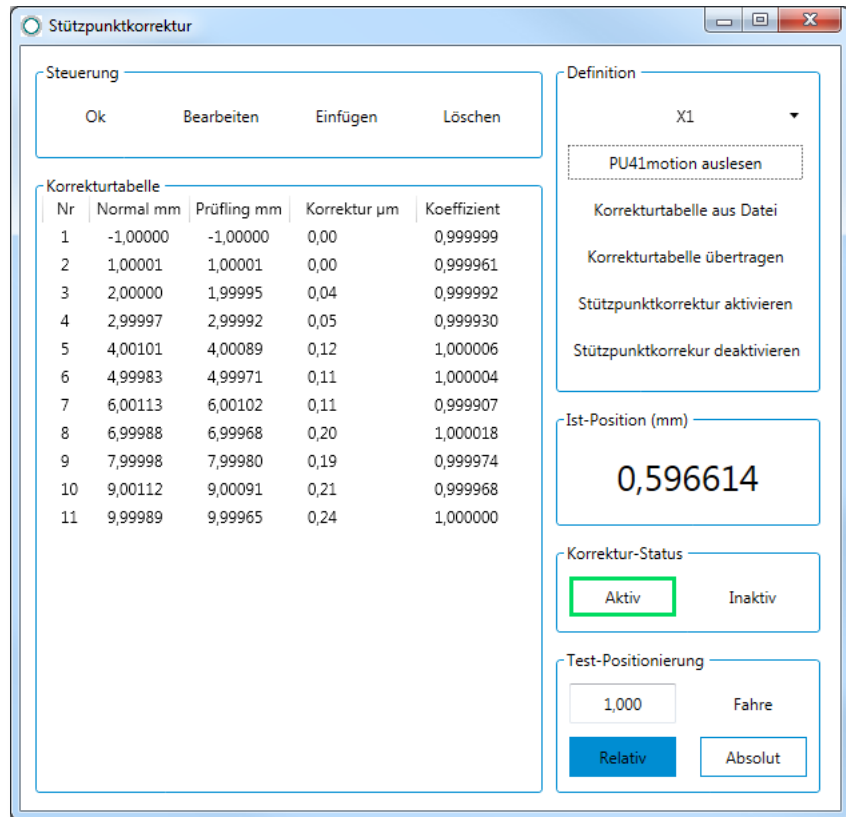 Stützpunktkorrektur
Steuerung
Ok Bearbeiten Einfügen Löschen
Korrekturtabelle
Nr Normal mm Prüfling mm Korrektur µm Koeffizient
1 -1,00000 -1,00000 0,00 0,999999
2 1,00001 1,00001 0,00 0,999961
3 2,00000 1,99995 0,04 0,999992
4 2,99997 2,99992 0,05 0,999930
5 4,00101 4,00089 0,12 1,000006
6 4,99983 4,99971 0,11 1,000004
7 6,00113 6,00102 0,11 0,999907
8 6,99988 6,99968 0,20 1,000018
9 7,99998 7,99980 0,19 0,999974
10 9,00112 9,00091 0,21 0,999968
11 9,99989 9,99965 0,24 1,000000
Definition
X1
PU41motion auslesen
Korrekturtabelle aus Datei
Korrekturtabelle übertragen
Stützpunktkorrektur aktivieren
Stützpunktkorrekur deaktivieren
Ist-Position (mm)
0,596614
Korrektur-Status
Aktiv Inaktiv
Test-Positionierung
1,000 Fahre
Relativ Absolut